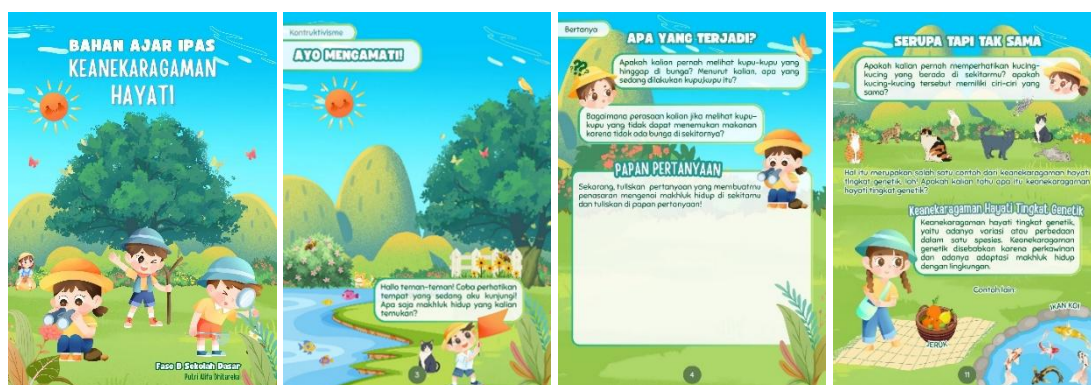 BAHAN AJAR IPAS
KEANEKARAGAMAN
HAYATI
Fase B Sekolah Dasar
Putri
Kontruktivisme
AYO MENGAMATI!
Hallo teman-teman! Coba perhatikan
tempat yang sedang aku kunjungi!
Apa saja makhluk hidup yang kalian
temukan?
3
Bertanya
APA YANG TERJADI?
Apakah kalian pernah melihat kupu-kupu yang
hinggap di bunga? Menurut kalian, apa yang
sedang dilakukan kupu-kupu itu?
Bagaimana perasaan kalian jika melihat kupu-
kupu yang tidak dapat menemukan makanan
karena tidak ada bunga di sekitarnya?
PAPAN PERTANYAAN
Sekarang, tuliskan pertanyaan yang membuatmu
penasaran mengenai makhluk hidup di sekitarmu
dan tuliskan di papan pertanyaan!
4
SERUPA TAPI TAK SAMA
Apakah kalian pernah memperhatikan kucing-
kucing yang berada di sekitarmu? apakah
kucing-kucing tersebut memiliki ciri-ciri yang
sama?
Hal itu merupakan salah satu contoh dari keanekaragaman hayati
tingkat genetik, loh. Apakah kalian tahu apa itu keanekaragaman
hayati tingkat genetik?
Keanekaragaman Hayati Tingkat Genetik
Keanekaragaman hayati tingkat genetik,
yaitu adanya variasi atau perbedaan
dalam satu spesies. Keanekaragaman
genetik disebabkan karena perkawinan
dan adanya adaptasi makhluk hidup
dengan lingkungan.
Contoh lain:
IKAN KOI
JERUK
11